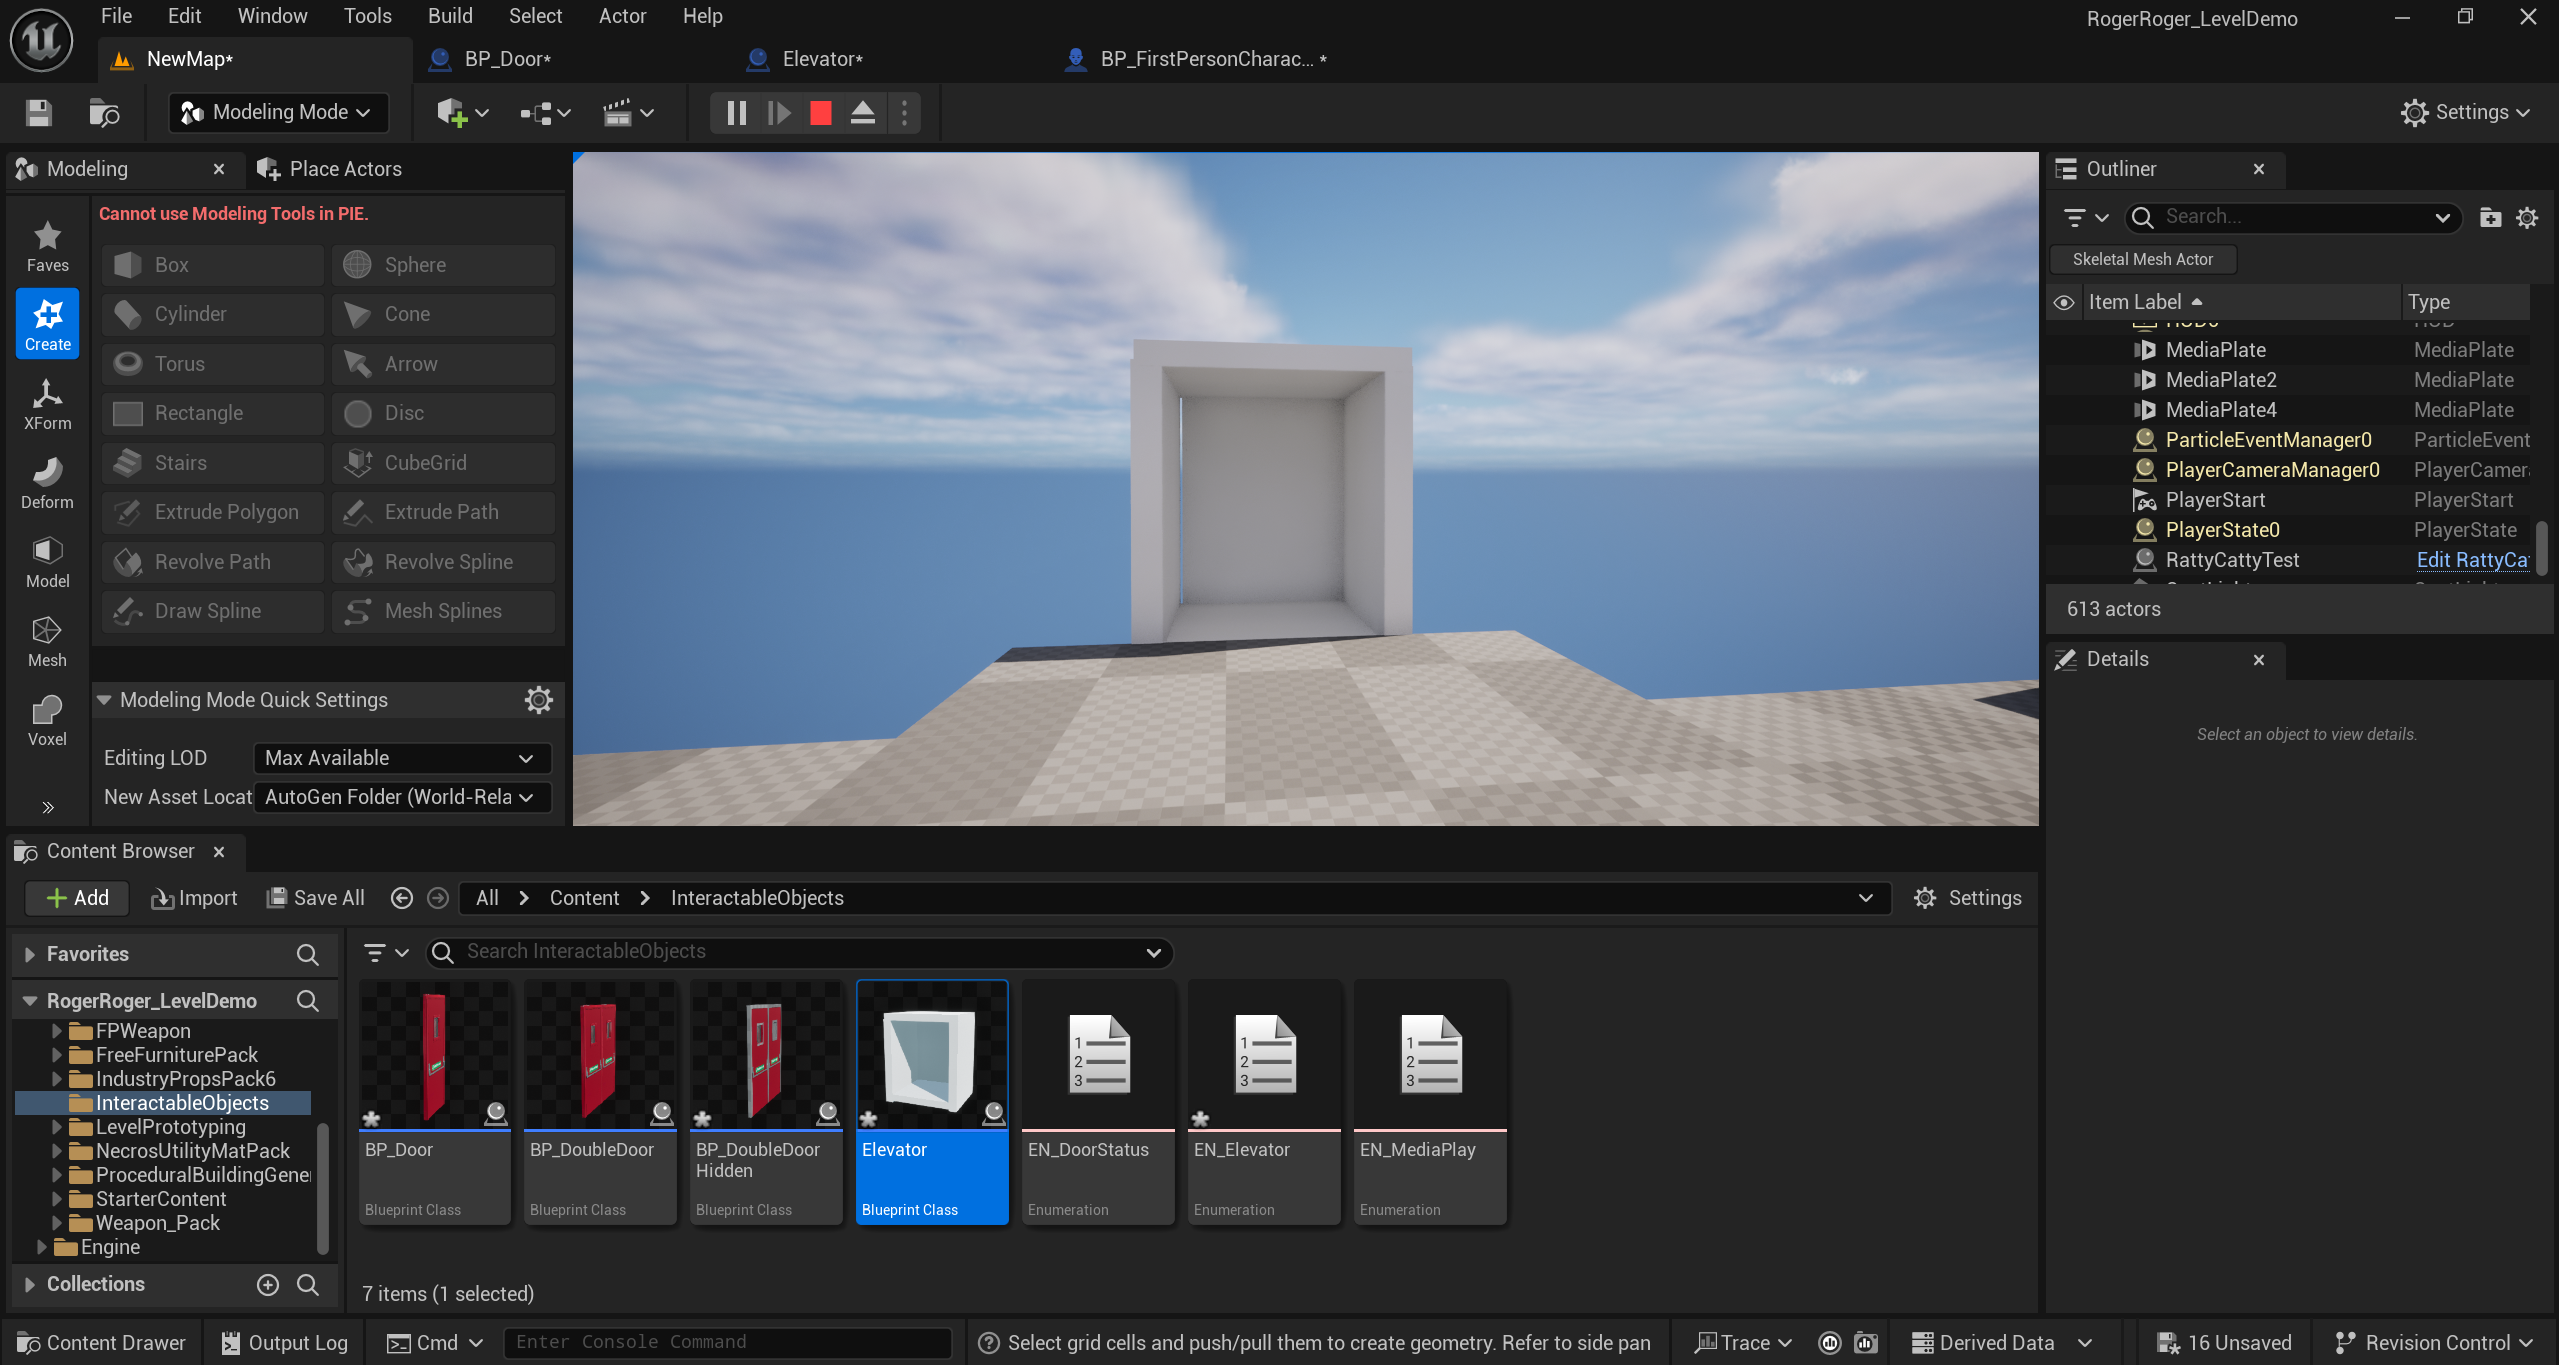 File Edit Window Tools Build Select Actor Help
RogerRoger_LevelDemo
NewMap*
BP_Door*
Elevator*
BP_FirstPersonCharac... *
Modeling Mode
Settings
Modeling
Place Actors
Cannot use Modeling Tools in PIE.
Faves
Create
XForm
Deform
Model
Mesh
Voxel
Box
Sphere
Cylinder
Cone
Torus
Arrow
Rectangle
Disc
Stairs
CubeGrid
Extrude Polygon
Extrude Path
Revolve Path
Revolve Spline
Draw Spline
Mesh Splines
Modeling Mode Quick Settings
Editing LOD
Max Available
New Asset Locat
AutoGen Folder (World-Rela
Outliner
Search...
Skeletal Mesh Actor
Item Label
Type
MediaPlate MediaPlate
MediaPlate2 MediaPlate
MediaPlate4 MediaPlate
ParticleEventManager0 ParticleEvent
PlayerCameraManager0 PlayerCamer
PlayerStart PlayerStart
PlayerState0 PlayerState
RattyCattyTest Edit RattyCa
613 actors
Details
Select an object to view details.
Content Browser
Add
Import
Save All
All
Content
InteractableObjects
Settings
Favorites
RogerRoger_LevelDemo
FPWeapon
FreeFurniturePack
IndustryPropsPack6
InteractableObjects
LevelPrototyping
NecrosUtilityMatPack
ProceduralBuildingGene
StarterContent
Weapon_Pack
Engine
Collections
Search InteractableObjects
BP_Door
Blueprint Class
BP_DoubleDoor
Blueprint Class
BP_DoubleDoor
Hidden
Blueprint Class
Elevator
Blueprint Class
1
2
3
EN_DoorStatus
Enumeration
1
2
3
EN_Elevator
Enumeration
1
2
3
EN_MediaPlay
Enumeration
7 items (1 selected)
Content Drawer
Output Log
Cmd
Enter Console Command
Select grid cells and push/pull them to create geometry. Refer to side pan
Trace
Derived Data
16 Unsaved
Revision Control